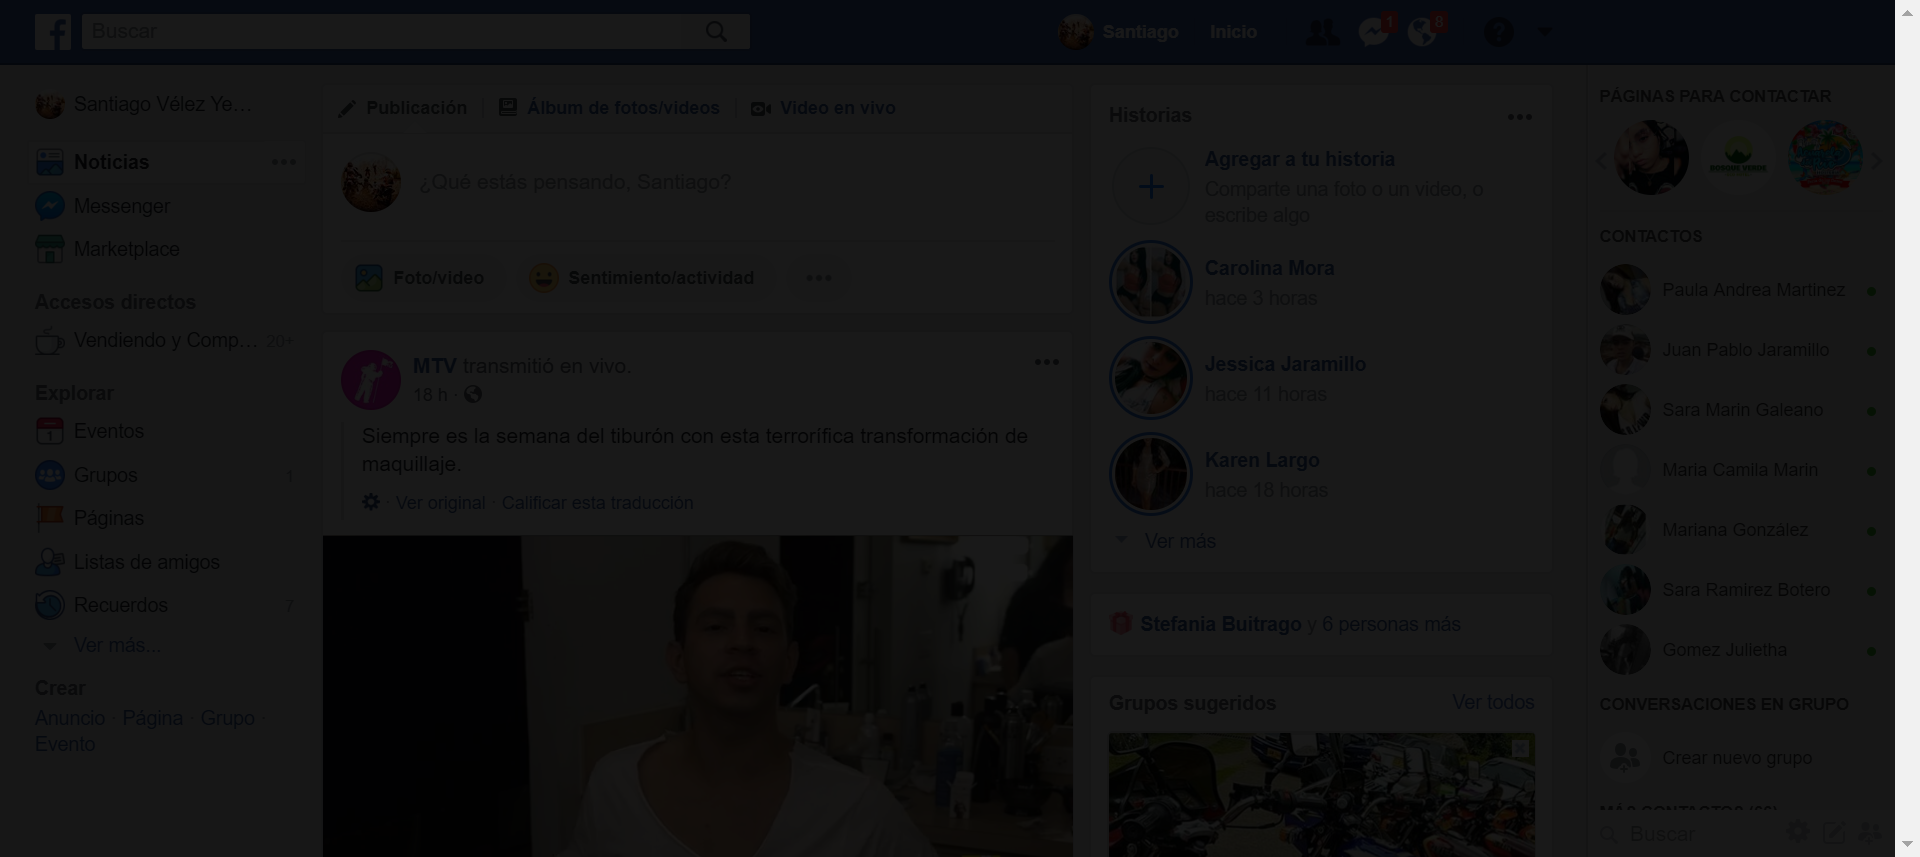 Buscar
Santiago
Inicio
1
8
Santiago Vélez Ye...
Noticias
Messenger
Marketplace
Accesos directos
Vendiendo y Comp... 20+
Explorar
Eventos
Grupos 1
Páginas
Listas de amigos
Recuerdos 7
Ver más...
Crear
Anuncio · Página · Grupo ·
Evento
Publicación
Álbum de fotos/videos
Video en vivo
¿Qué estás pensando, Santiago?
Foto/video
Sentimiento/actividad
MTV transmitió en vivo.
18 h ·
Siempre es la semana del tiburón con esta terrorífica transformación de
maquillaje.
· Ver original · Calificar esta traducción
Historias
Agregar a tu historia
Comparte una foto o un video, o
escribe algo
Carolina Mora
hace 3 horas
Jessica Jaramillo
hace 11 horas
Karen Largo
hace 18 horas
Ver más
Stefania Buitrago y 6 personas más
Grupos sugeridos
Ver todos
PÁGINAS PARA CONTACTAR
CONTACTOS
Paula Andrea Martinez
Juan Pablo Jaramillo
Sara Marin Galeano
Maria Camila Marin
Mariana González
Sara Ramirez Botero
Gomez Julietha
CONVERSACIONES EN GRUPO
Crear nuevo grupo
Buscar